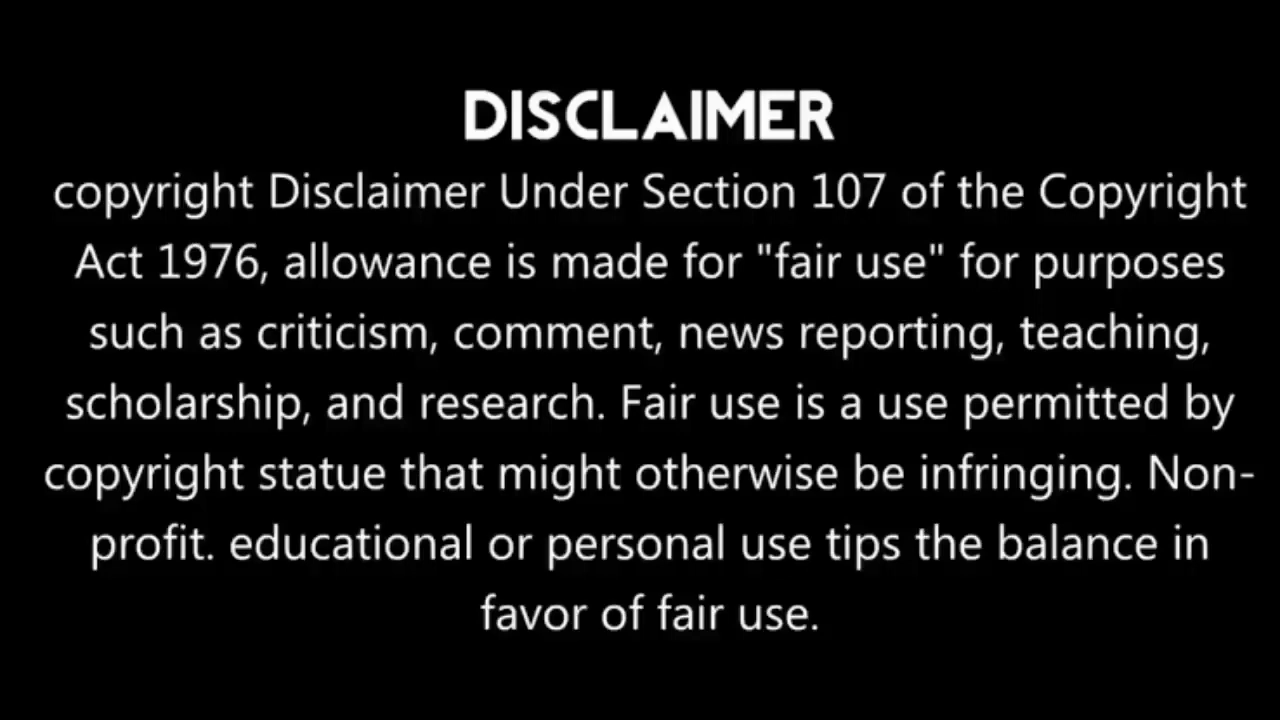 DISCLAIMER
copyright Disclaimer Under Section 107 of the Copyright
Act 1976, allowance is made for "fair use" for purposes
such as criticism, comment, news reporting, teaching,
scholarship, and research. Fair use is a use permitted by
copyright statue that might otherwise be infringing. Non-
profit. educational or personal use tips the balance in
favor of fair use.